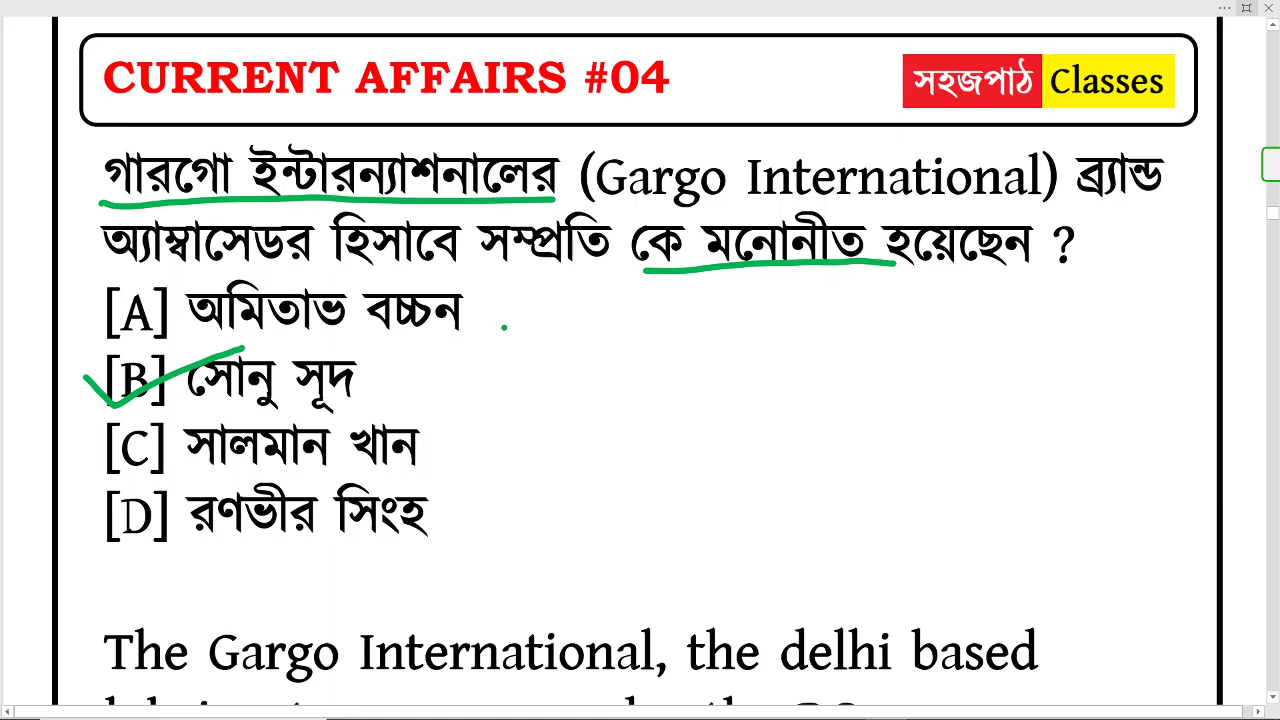 CURRENT AFFAIRS #04
সহজপাঠ Classes
গারগো ইন্টারন্যাশনালের (Gargo International) ব্র্যান্ড
অ্যাম্বাসেডর হিসাবে সম্প্রতি কে মনোনীত হয়েছেন ?
[A] অমিতাভ বচ্চন
[B] সোনু সূদ
[C] সালমান খান
[D] রণভীর সিংহ
The Gargo International, the delhi based